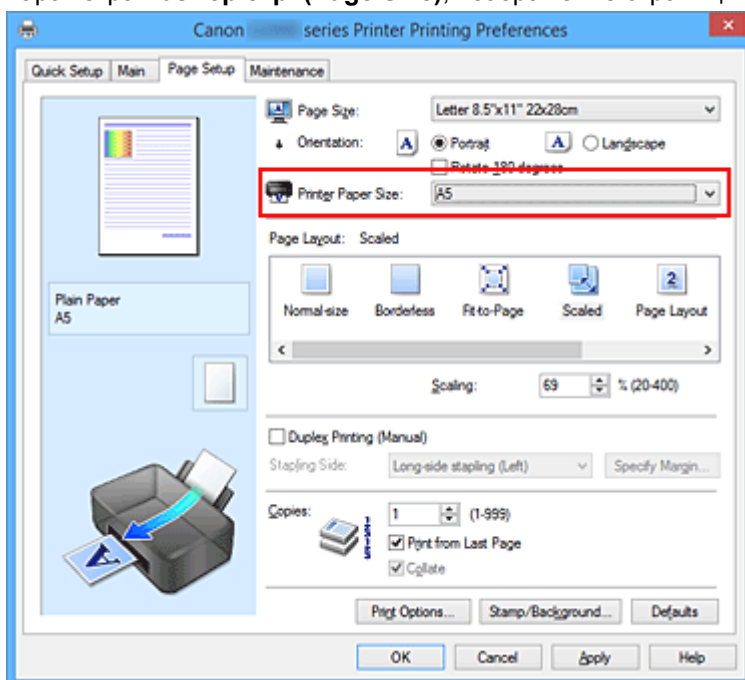 (Page Size)
Canon series Printer Printing Preferences
Quick Setup Main Page Setup Maintenance
Page Size: Letter 8.5"x11" 22x28cm
Orientation: A Portrait A Landscape
Rotate 180 degrees
Printer Paper Size: A5
Page Layout: Scaled
Normal-size Borderless Fit-to-Page Scaled Page Layout
Plain Paper
A5
Scaling: 69 % (20-400)
Duplex Printing (Manual)
Stapling Side: Long-side stapling (Left) Specify Margin...
Copies: 1 (1-999)
Print from Last Page
Collate
Print Options... Stamp/Background... Defaults
OK Cancel Apply Help